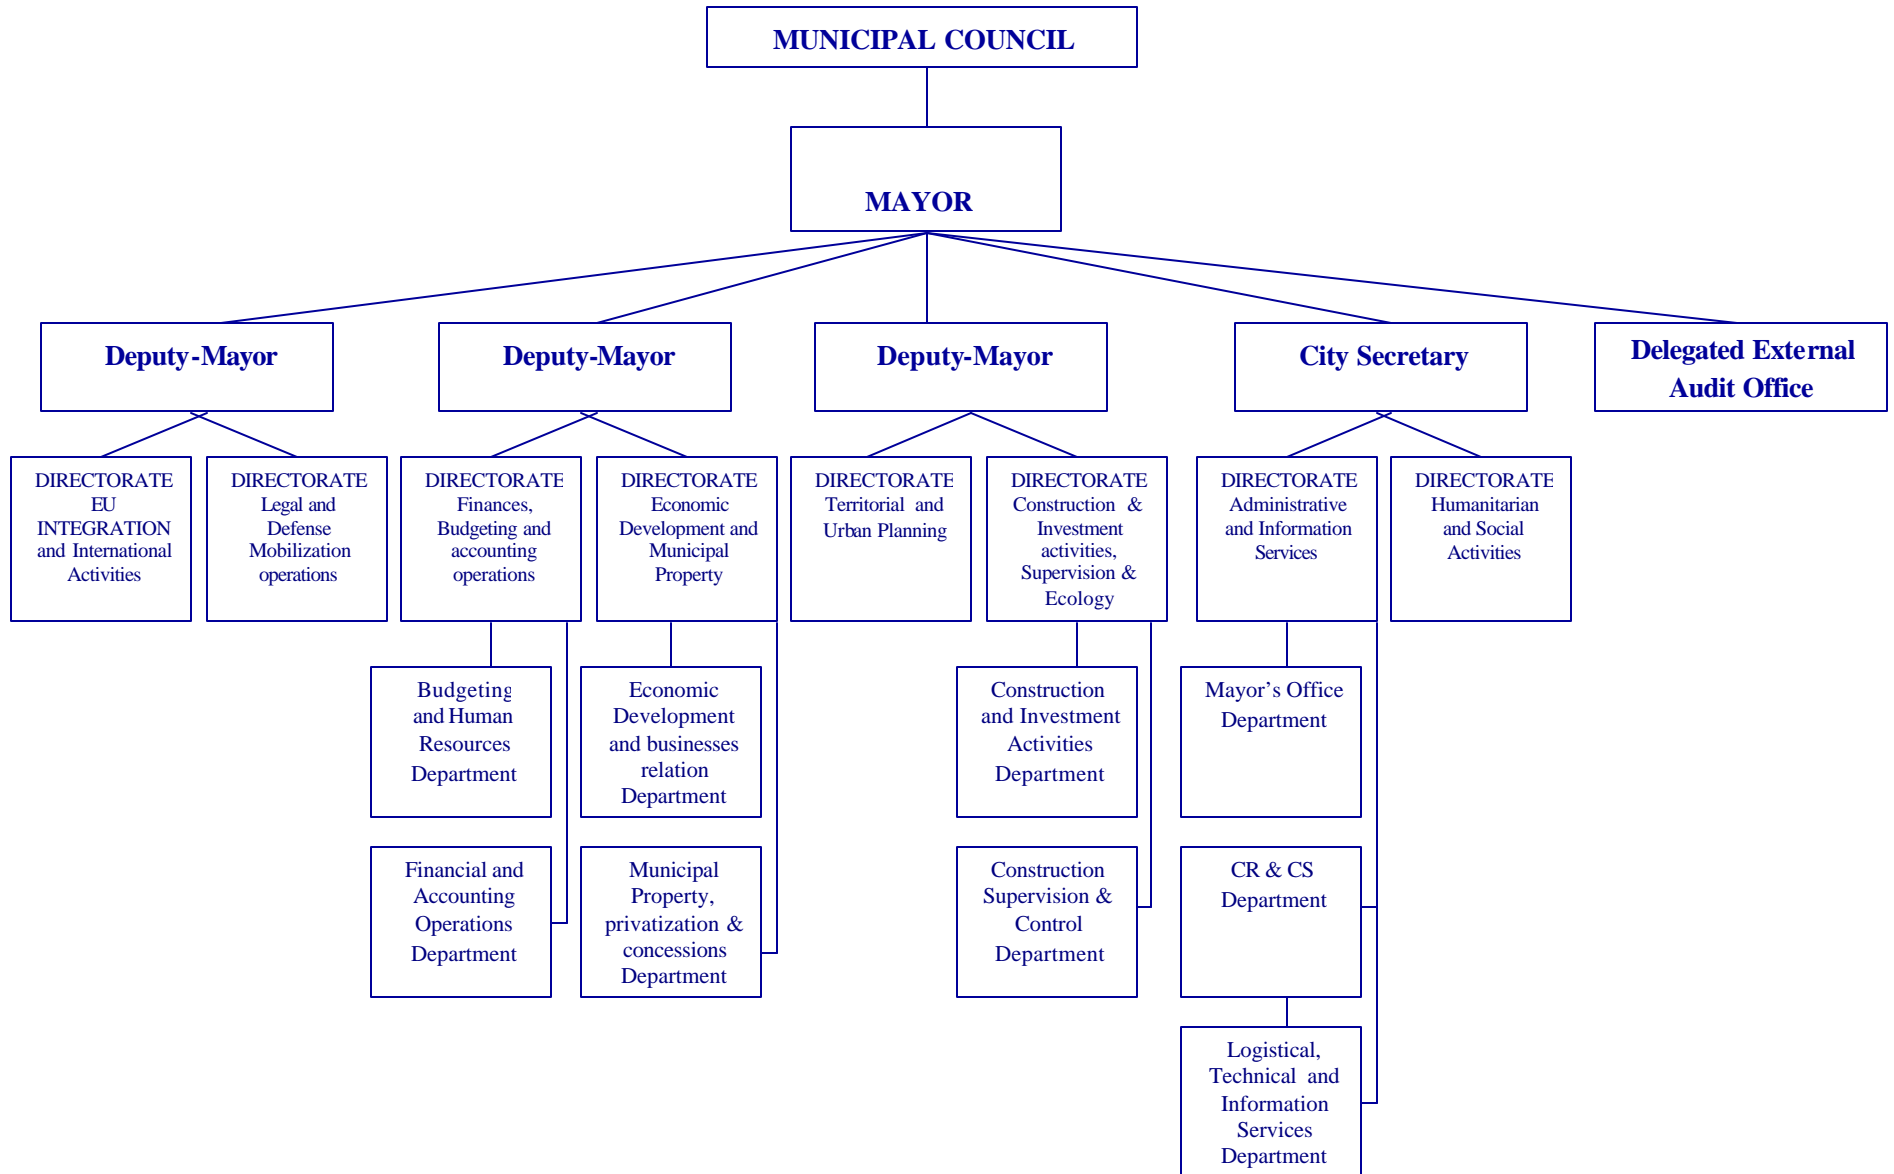 MUNICIPAL COUNCIL
MAYOR
Deputy-Mayor
Deputy-Mayor
Deputy-Mayor
City Secretary
Delegated External
Audit Office
DIRECTORATE
EU
INTEGRATION
and International
Activities
DIRECTORATE
Legal and
Defense
Mobilization
operations
DIRECTORATE
Finances,
Budgeting and
accounting
operations
DIRECTORATE
Economic
Development and
Municipal
Property
DIRECTORATE
Territorial and
Urban Planning
DIRECTORATE
Construction &
Investment
activities,
Supervision &
Ecology
DIRECTORATE
Administrative
and Information
Services
DIRECTORATE
Humanitarian
and Social
Activities
Budgeting
and Human
Resources
Department
Economic
Development
and businesses
relation
Department
Construction
and Investment
Activities
Department
Mayor’s Office
Department
Financial and
Accounting
Operations
Department
Municipal
Property,
privatization &
concessions
Department
Construction
Supervision &
Control
Department
CR & CS
Department
Logistical,
Technical and
Information
Services
Department